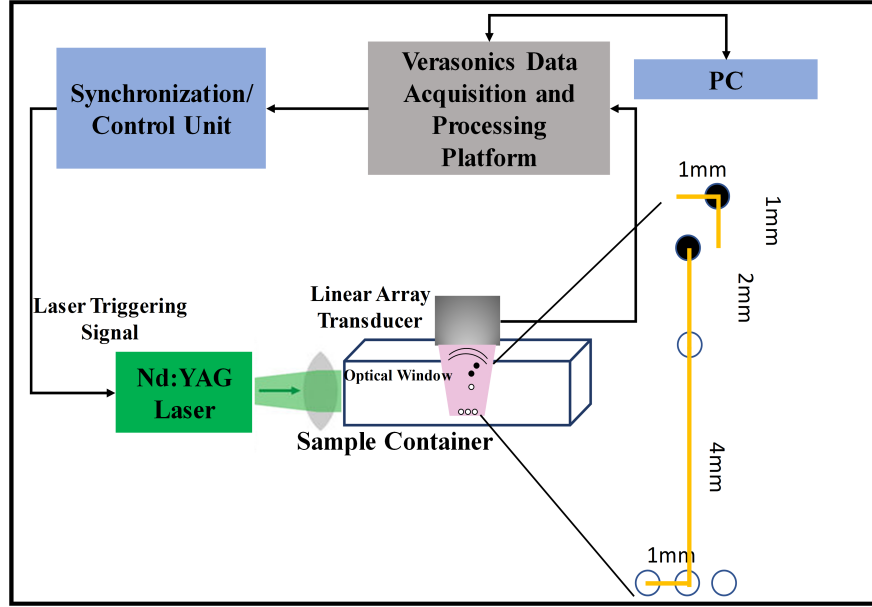 Synchronization/
Control Unit
Verasonics Data
Acquisition and
Processing
Platform
PC
1mm
1mm
2mm
Laser Triggering
Signal
Linear Array
Transducer
Nd:YAG
Laser
Optical Window
Sample Container
4mm
1mm